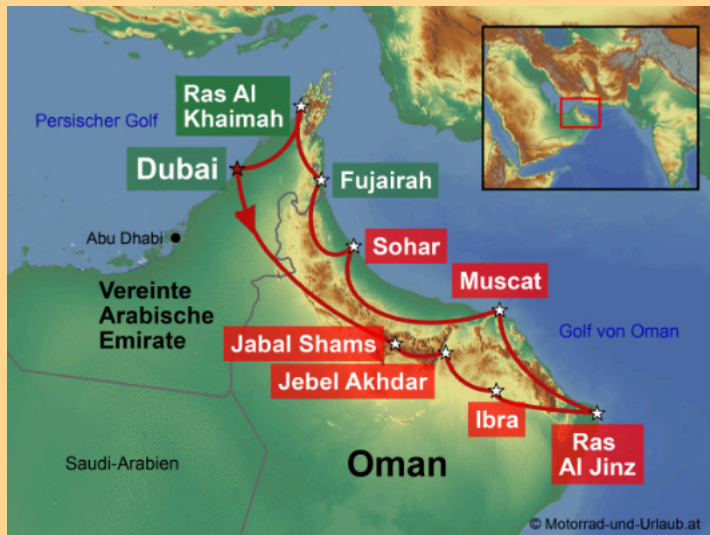 Ras Al
Khaimah
Persischer Golf
Dubai
Fujairah
Abu Dhabi
Sohar
Muscat
Vereinte
Arabische
Emirate
Golf von Oman
Jabal Shams
Jebel Akhdar
Ibra
Ras
Al Jinz
Saudi-Arabien
Oman
© Motorrad-und-Urlaub.at